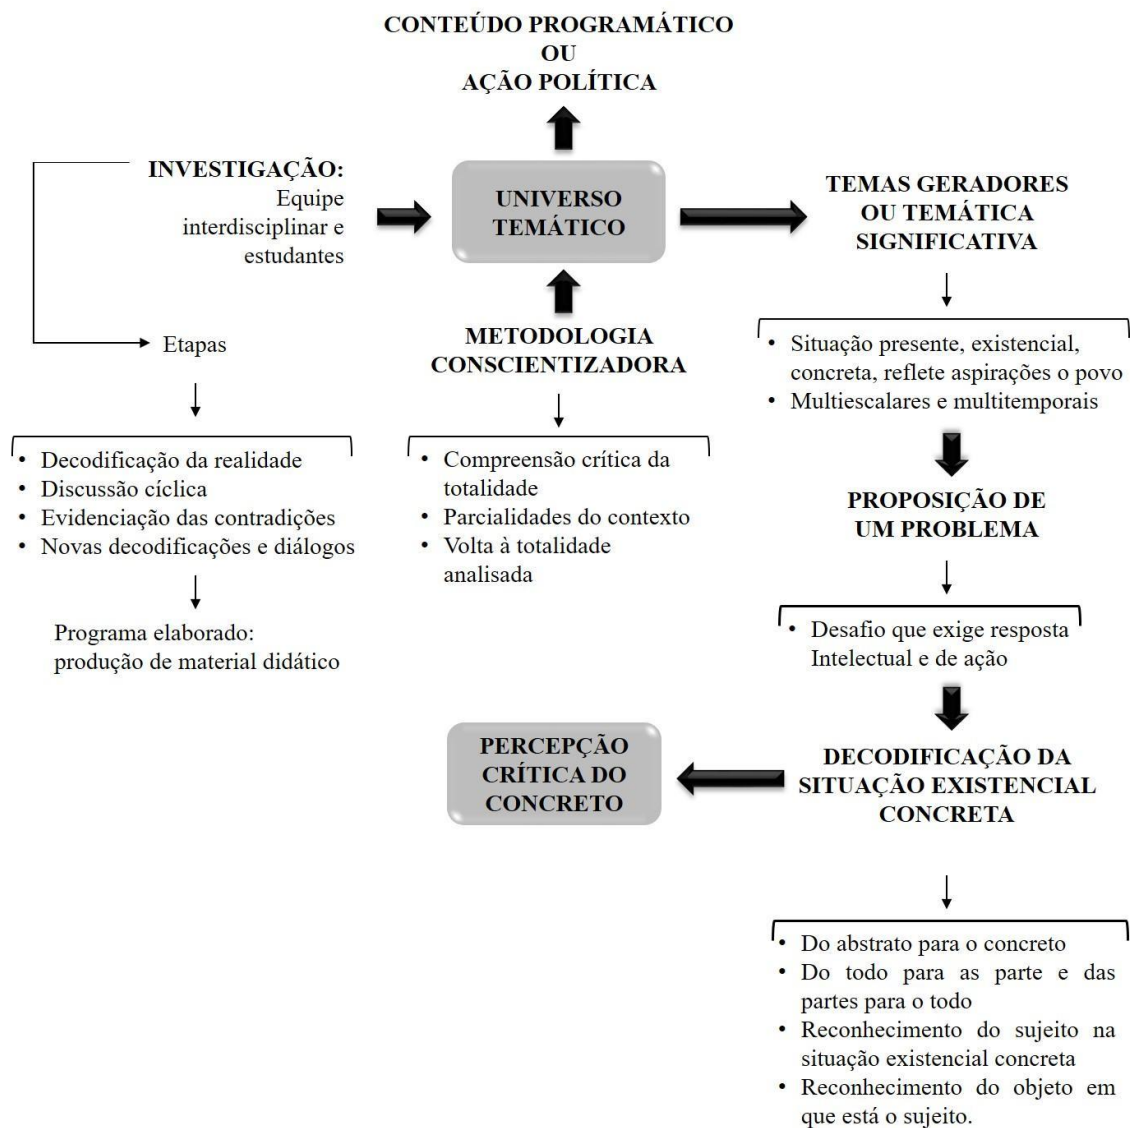 CONTEÚDO PROGRAMÁTICO
OU
AÇÃO POLÍTICA
INVESTIGAÇÃO:
Equipe
interdisciplinar e
estudantes
UNIVERSO
TEMÁTICO
TEMAS GERADORES
OU TEMÁTICA
SIGNIFICATIVA
Etapas
• Decodificação da realidade
• Discussão cíclica
• Evidenciação das contradições
• Novas decodificações e diálogos
Programa elaborado:
produção de material didático
METODOLOGIA
CONSCIENTIZADORA
• Compreensão crítica da
totalidade
• Parcialidades do contexto
• Volta à totalidade
analisada
• Situação presente, existencial,
concreta, reflete aspirações o povo
• Multiescalares e multitemporais
PROPOSIÇÃO DE
UM PROBLEMA
• Desafio que exige resposta
Intelectual e de ação
DECODIFICAÇÃO DA
SITUAÇÃO EXISTENCIAL
CONCRETA
PERCEPÇÃO
CRÍTICA DO
CONCRETO
• Do abstrato para o concreto
• Do todo para as parte e das
partes para o todo
• Reconhecimento do sujeito na
situação existencial concreta
• Reconhecimento do objeto em
que está o sujeito.